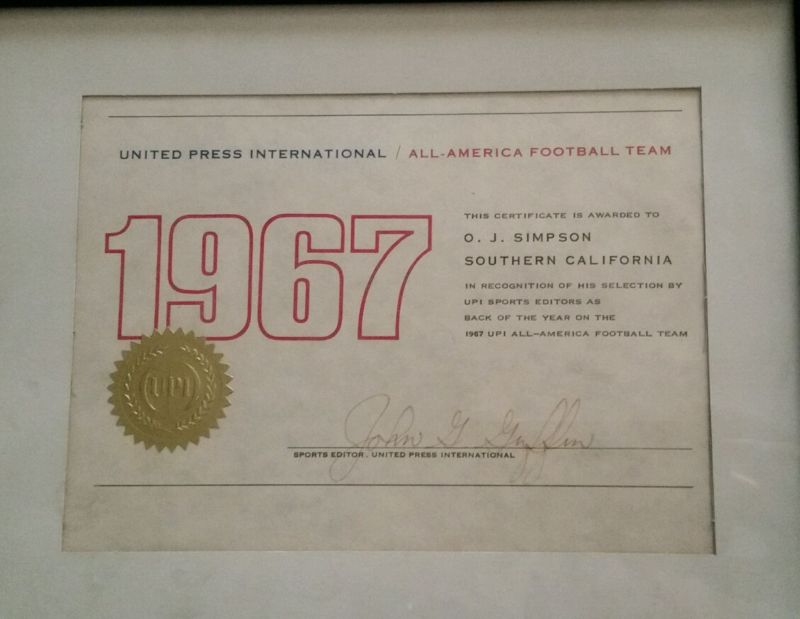 UNITED PRESS INTERNATIONAL / ALL-AMERICA FOOTBALL TEAM
1967
THIS CERTIFICATE IS AWARDED TO
O. J. SIMPSON
SOUTHERN CALIFORNIA
IN RECOGNITION OF HIS SELECTION BY
UPI SPORTS EDITORS AS
BACK OF THE YEAR ON THE
1967 UPI ALL-AMERICA FOOTBALL TEAM
UPI
John G. Griffin
SPORTS EDITOR, UNITED PRESS INTERNATIONAL